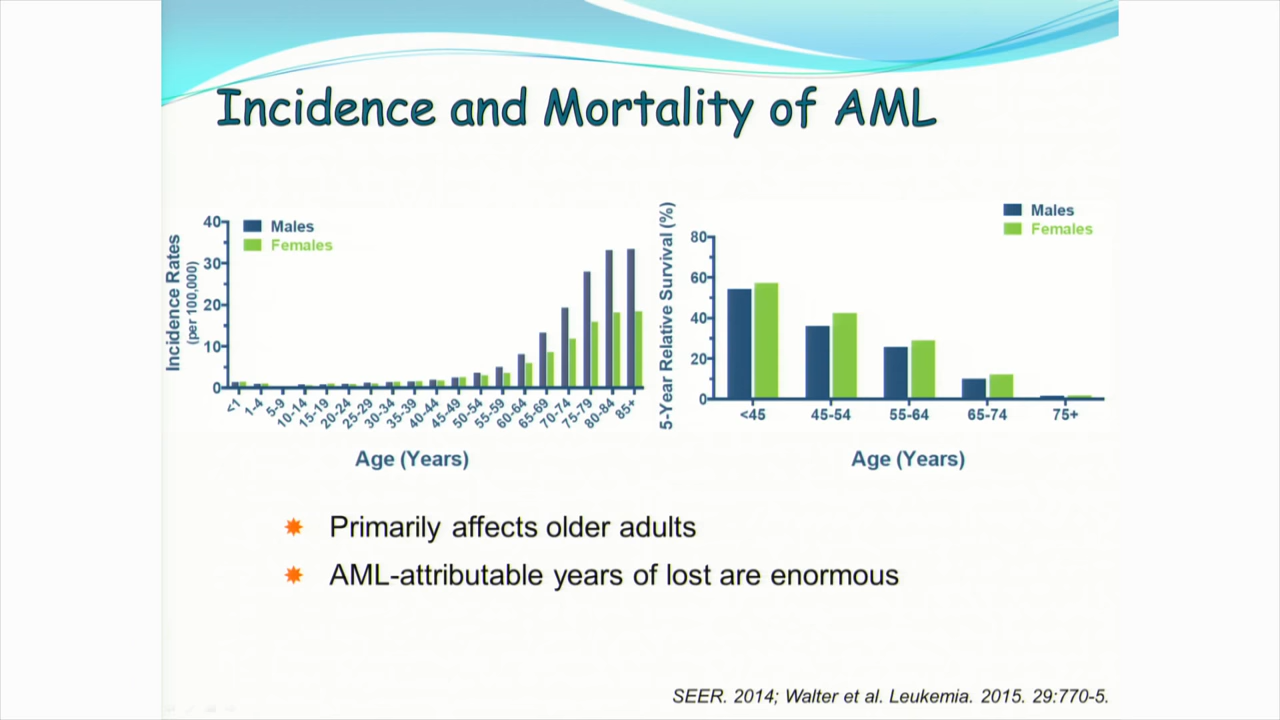 Incidence and Mortality of AML
Incidence Rates
(per 100,000)
40
30
20
10
0
Males
Females
<1
1-4
5-9
10-14
15-19
20-24
25-29
30-34
35-39
40-44
45-49
50-54
55-59
60-64
65-69
70-74
75-79
80-84
85+
Age (Years)
5-Year Relative Survival (%)
80
60
40
20
0
Males
Females
<45
45-54
55-64
65-74
75+
Age (Years)
Primarily affects older adults
AML-attributable years of lost are enormous
SEER. 2014; Walter et al. Leukemia. 2015. 29:770-5.